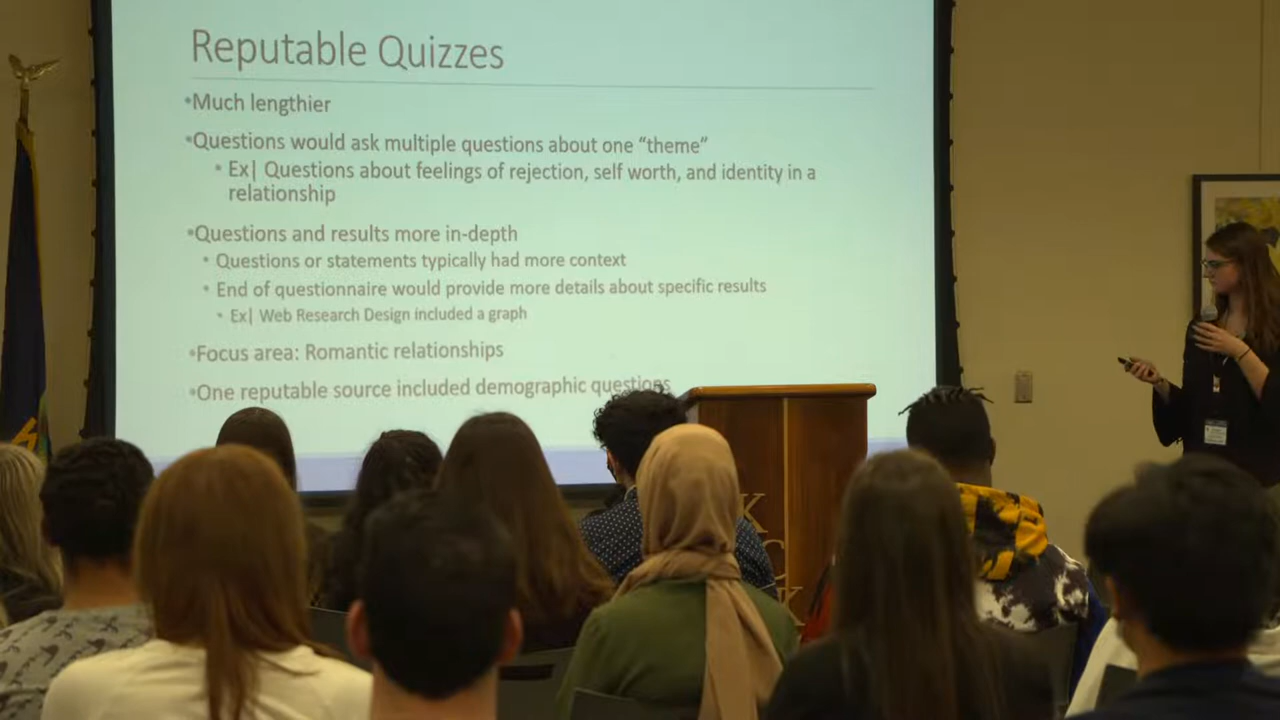 Reputable Quizzes
•Much lengthier
•Questions would ask multiple questions about one “theme”
•Ex| Questions about feelings of rejection, self worth, and identity in a
relationship
•Questions and results more in-depth
•Questions or statements typically had more context
•End of questionnaire would provide more details about specific results
•Ex| Web Research Design included a graph
•Focus area: Romantic relationships
•One reputable source included demographic questions